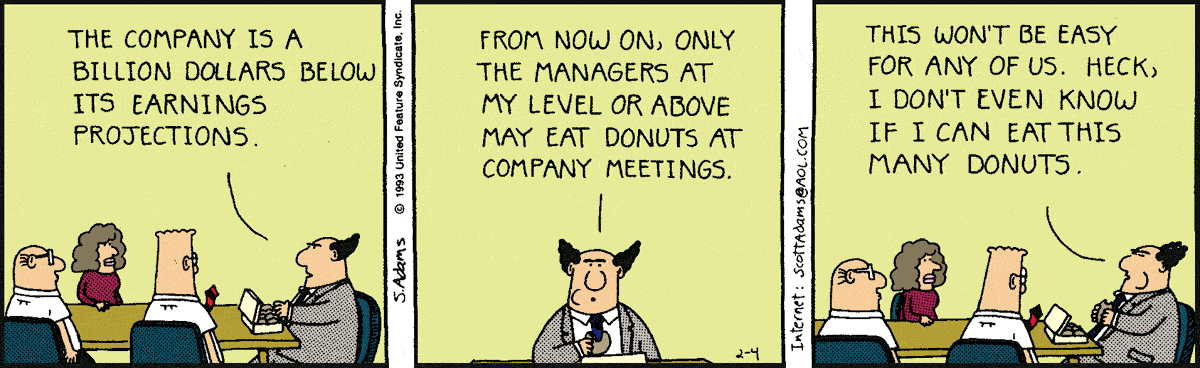 THE COMPANY IS A
BILLION DOLLARS BELOW
ITS EARNINGS
PROJECTIONS.
S. Adams
© 1993 United Feature Syndicate, Inc.
FROM NOW ON, ONLY
THE MANAGERS AT
MY LEVEL OR ABOVE
MAY EAT DONUTS AT
COMPANY MEETINGS.
2-4
Internet: SCOTTADAMS@AOL.COM
THIS WON'T BE EASY
FOR ANY OF US. HECK,
I DON'T EVEN KNOW
IF I CAN EAT THIS
MANY DONUTS.